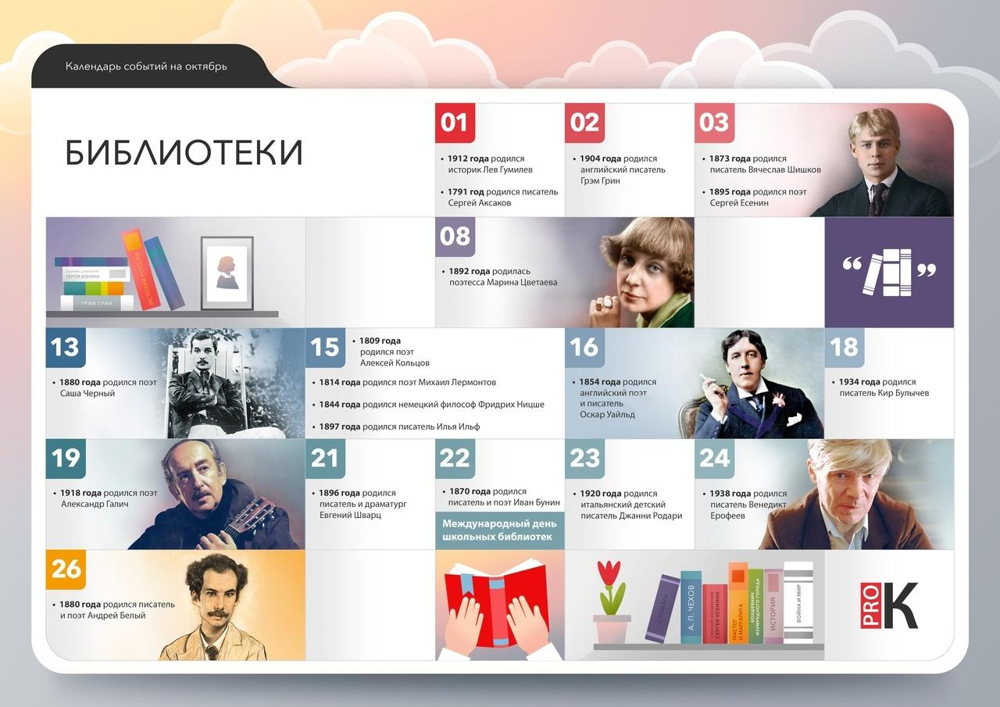 Календарь событий на октябрь
БИБЛИОТЕКИ
01
• 1912 года родился
историк Лев Гумилев
• 1791 год родился писатель
Сергей Аксаков
02
• 1904 года родился
английский писатель
Грэм Грин
03
• 1873 года родился
писатель Вячеслав Шишков
• 1895 года родился поэт
Сергей Есенин
СЕРГЕЯ ЕСЕНИНА
ГРЭМ ГРИН
ИСТОРИЯ РОССИИ
08
• 1892 года родилась
поэтесса Марина Цветаева
“ ”
13
• 1880 года родился поэт
Саша Черный
15
• 1809 года
родился поэт
Алексей Кольцов
• 1814 года родился поэт Михаил Лермонтов
• 1844 года родился немецкий философ Фридрих Ницше
• 1897 года родился писатель Илья Ильф
16
• 1854 года родился
английский поэт
и писатель
Оскар Уайльд
18
• 1934 года родился
писатель Кир Булычев
19
• 1918 года родился поэт
Александр Галич
21
• 1896 года родился
писатель и драматург
Евгений Шварц
22
• 1870 года родился
писатель и поэт Иван Бунин
Международный день
школьных библиотек
23
• 1920 года родился
итальянский детский
писатель Джанни Родари
24
• 1938 года родился
писатель Венедикт
Ерофеев
26
• 1880 года родился писатель
и поэт Андрей Белый
СЛОВАРЬ
А. П. ЧЕХОВ
СЕРГЕЯ ЕСЕНИНА
МАСТЕР
И МАРГАРИТА
ВОЛШЕБНИК
ИЗУМРУДНОГО ГОРОДА
ИСТОРИЯ
ВОЙНА И МИР
PRO К